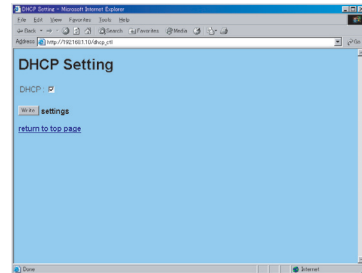 DHCP Setting - Microsoft Internet Explorer
File Edit View Favorites Tools Help
Back Search Favorites Media
Address http://192.168.1.10/dhcp_ctl Go
DHCP Setting
DHCP :
Write settings
return to top page
Done Internet